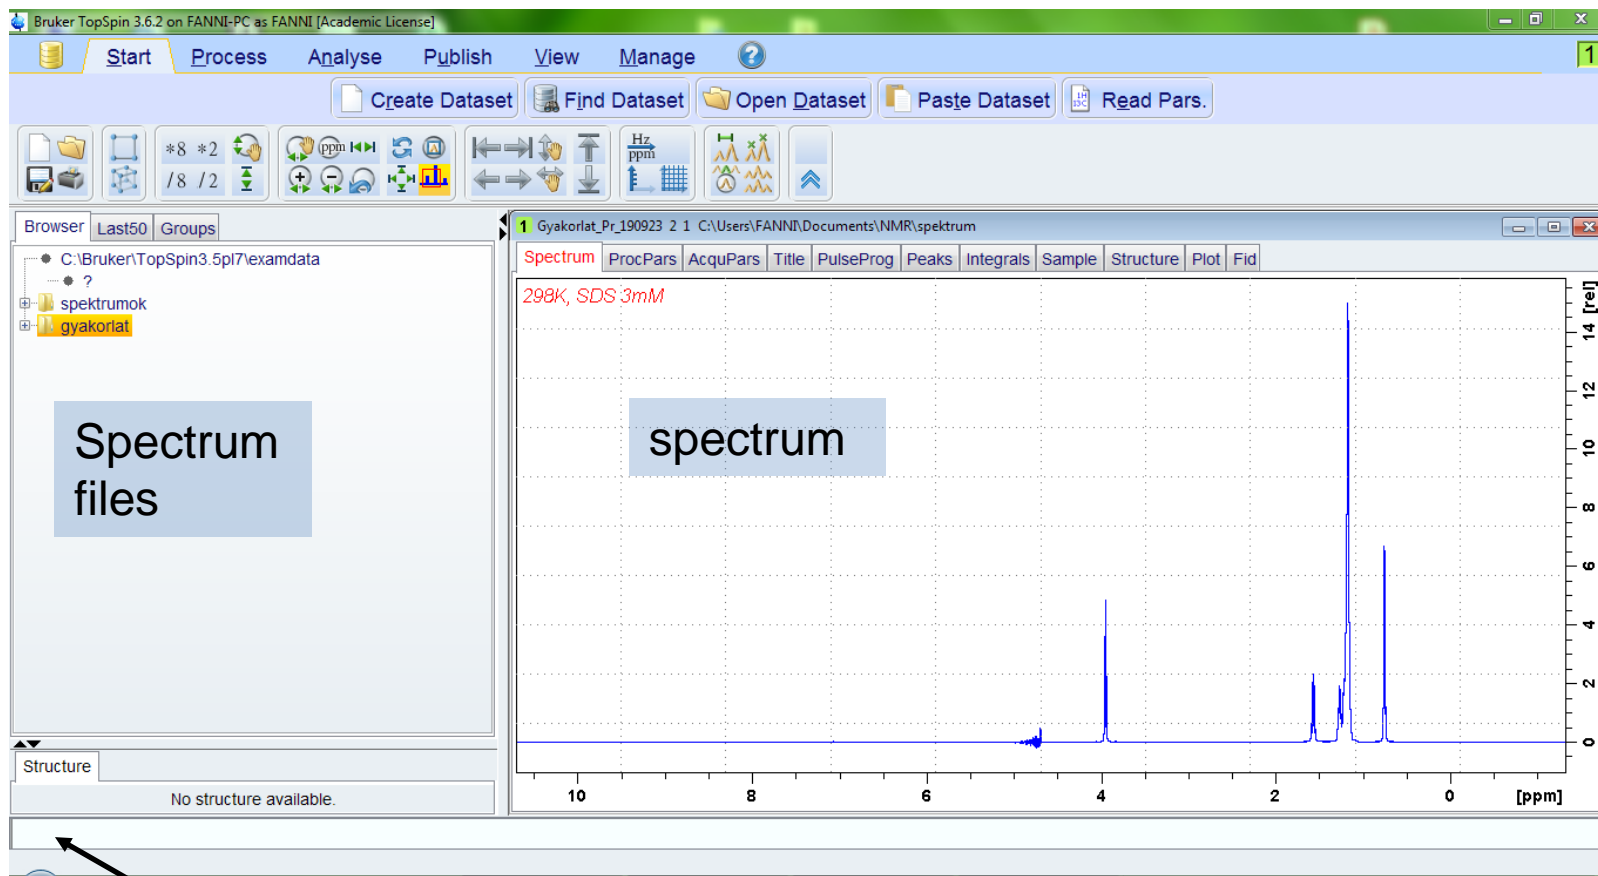 Bruker TopSpin 3.6.2 on FANNI-PC as FANNI [Academic License]
Start Process Analyse Publish View Manage ? 1
Create Dataset Find Dataset Open Dataset Paste Dataset 1H 13C Read Pars.
*8 *2 ppm Hz ppm
/8 /2
Browser Last50 Groups
C:\Bruker\TopSpin3.5pl7\examdata
?
spektrumok
gyakorlat
Spectrum
files
Structure
No structure available.
1 Gyakorlat_Pr_190923 2 1 C:\Users\FANNI\Documents\NMR\spektrum
Spectrum ProcPars AcquPars Title PulseProg Peaks Integrals Sample Structure Plot Fid
298K, SDS 3mM
spectrum
[rel]
14
12
10
8
6
4
2
0
10 8 6 4 2 0 [ppm]